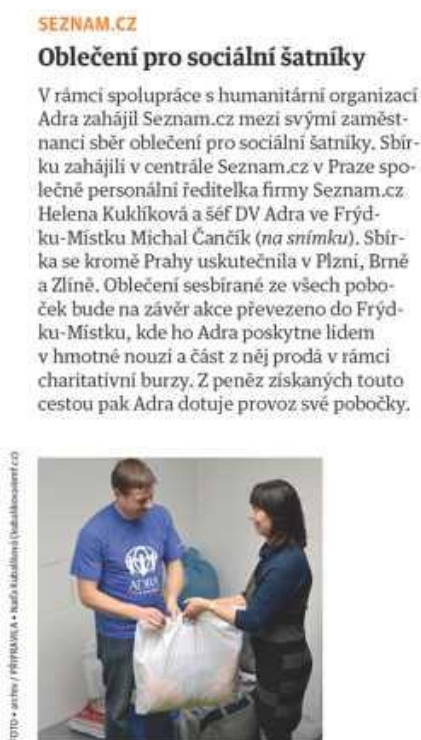 SEZNAM.CZ
Oblečení pro sociální šatníky
V rámci spolupráce s humanitární organizací
Adra zahájil Seznam.cz mezi svými zaměst-
nanci sběr oblečení pro sociální šatníky. Sbír-
ku zahájili v centrále Seznam.cz v Praze spo-
lečně personální ředitelka firmy Seznam.cz
Helena Kuklíková a šéf DV Adra ve Frýd-
ku-Místku Michal Čančík (na snímku). Sbír-
ka se kromě Prahy uskutečnila v Plzni, Brně
a Zlíně. Oblečení sesbírané ze všech pobo-
ček bude na závěr akce převezeno do Frýd-
ku-Místku, kde ho Adra poskytne lidem
v hmotné nouzi a část z něj prodá v rámci
charitativní burzy. Z peněz získaných touto
cestou pak Adra dotuje provoz své pobočky.
FOTO • archiv / PŘIPRAVILA • Naďa
ADRA